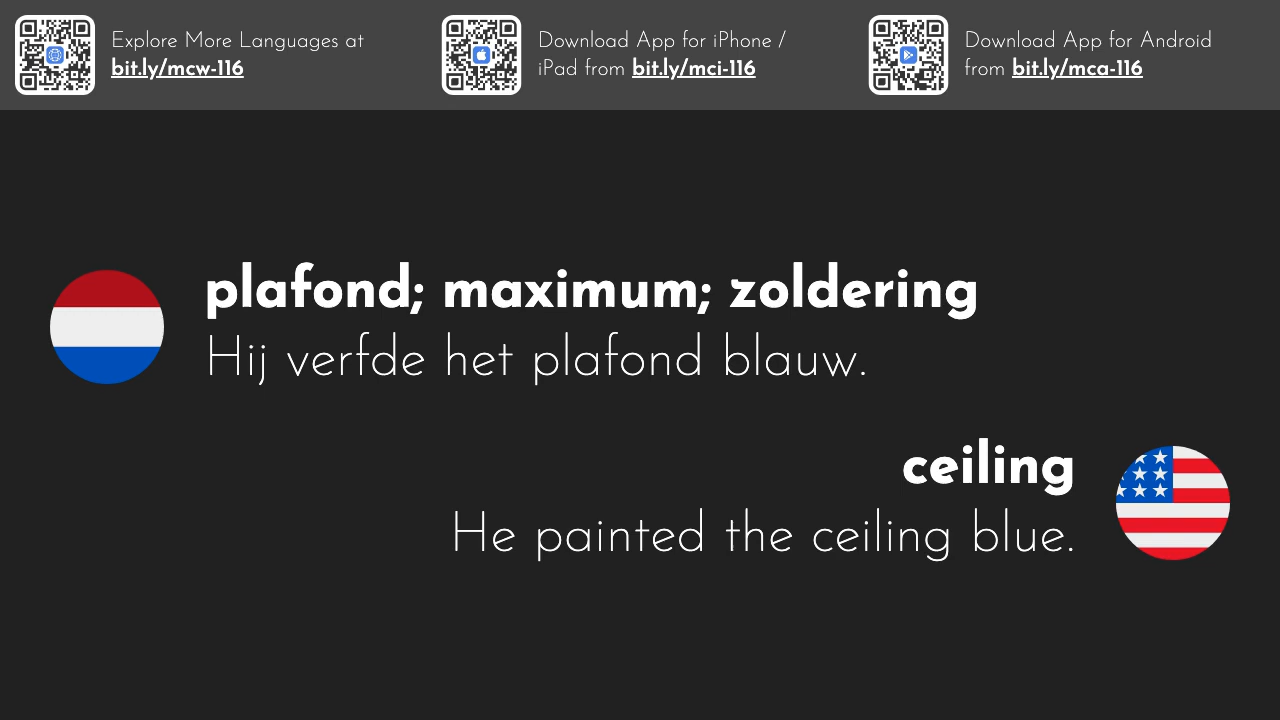 Explore More Languages at
bit.ly/mcw-116
Download App for iPhone /
iPad from bit.ly/mci-116
Download App for Android
from bit.ly/mca-116
plafond; maximum; zoldering
Hij verfde het plafond blauw.
ceiling
He painted the ceiling blue.